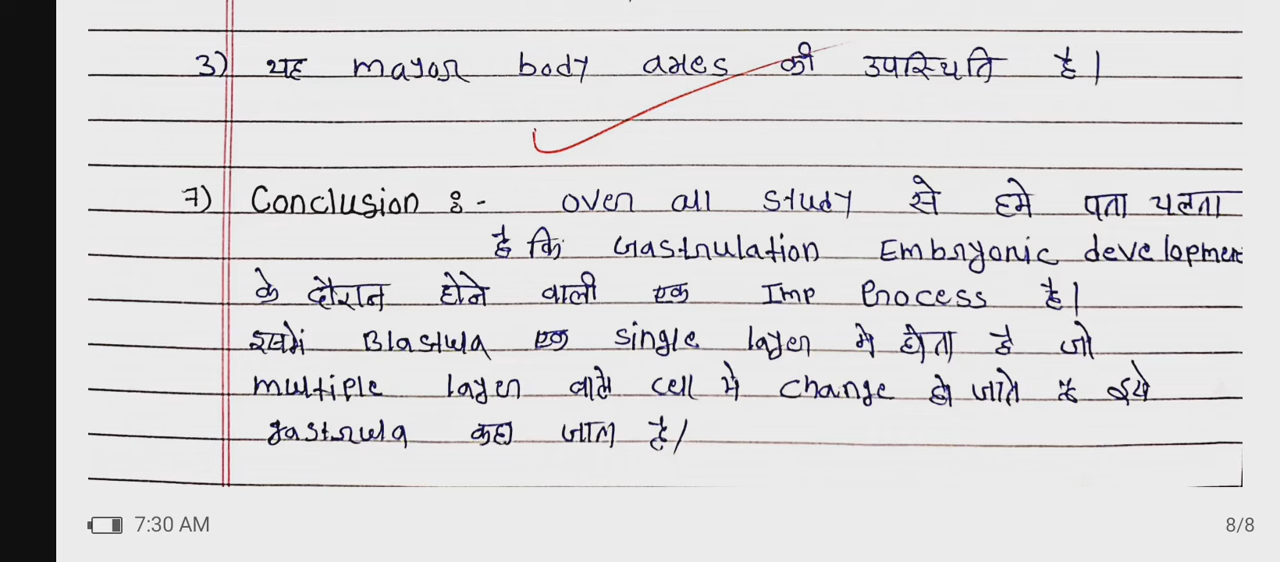 3) यह mayor body axes की उपस्थिति है।
7) Conclusion :- over all study से हमे पता चलता
है कि Gastrulation Embryonic development
के दौरान होने वाली एक Imp Process है।
इसमें Blastula एक single layer में होता है जो
multiple layer वाले cell में change हो जाते है इसे
gastrula कहा जाता है।
7:30 AM
8/8